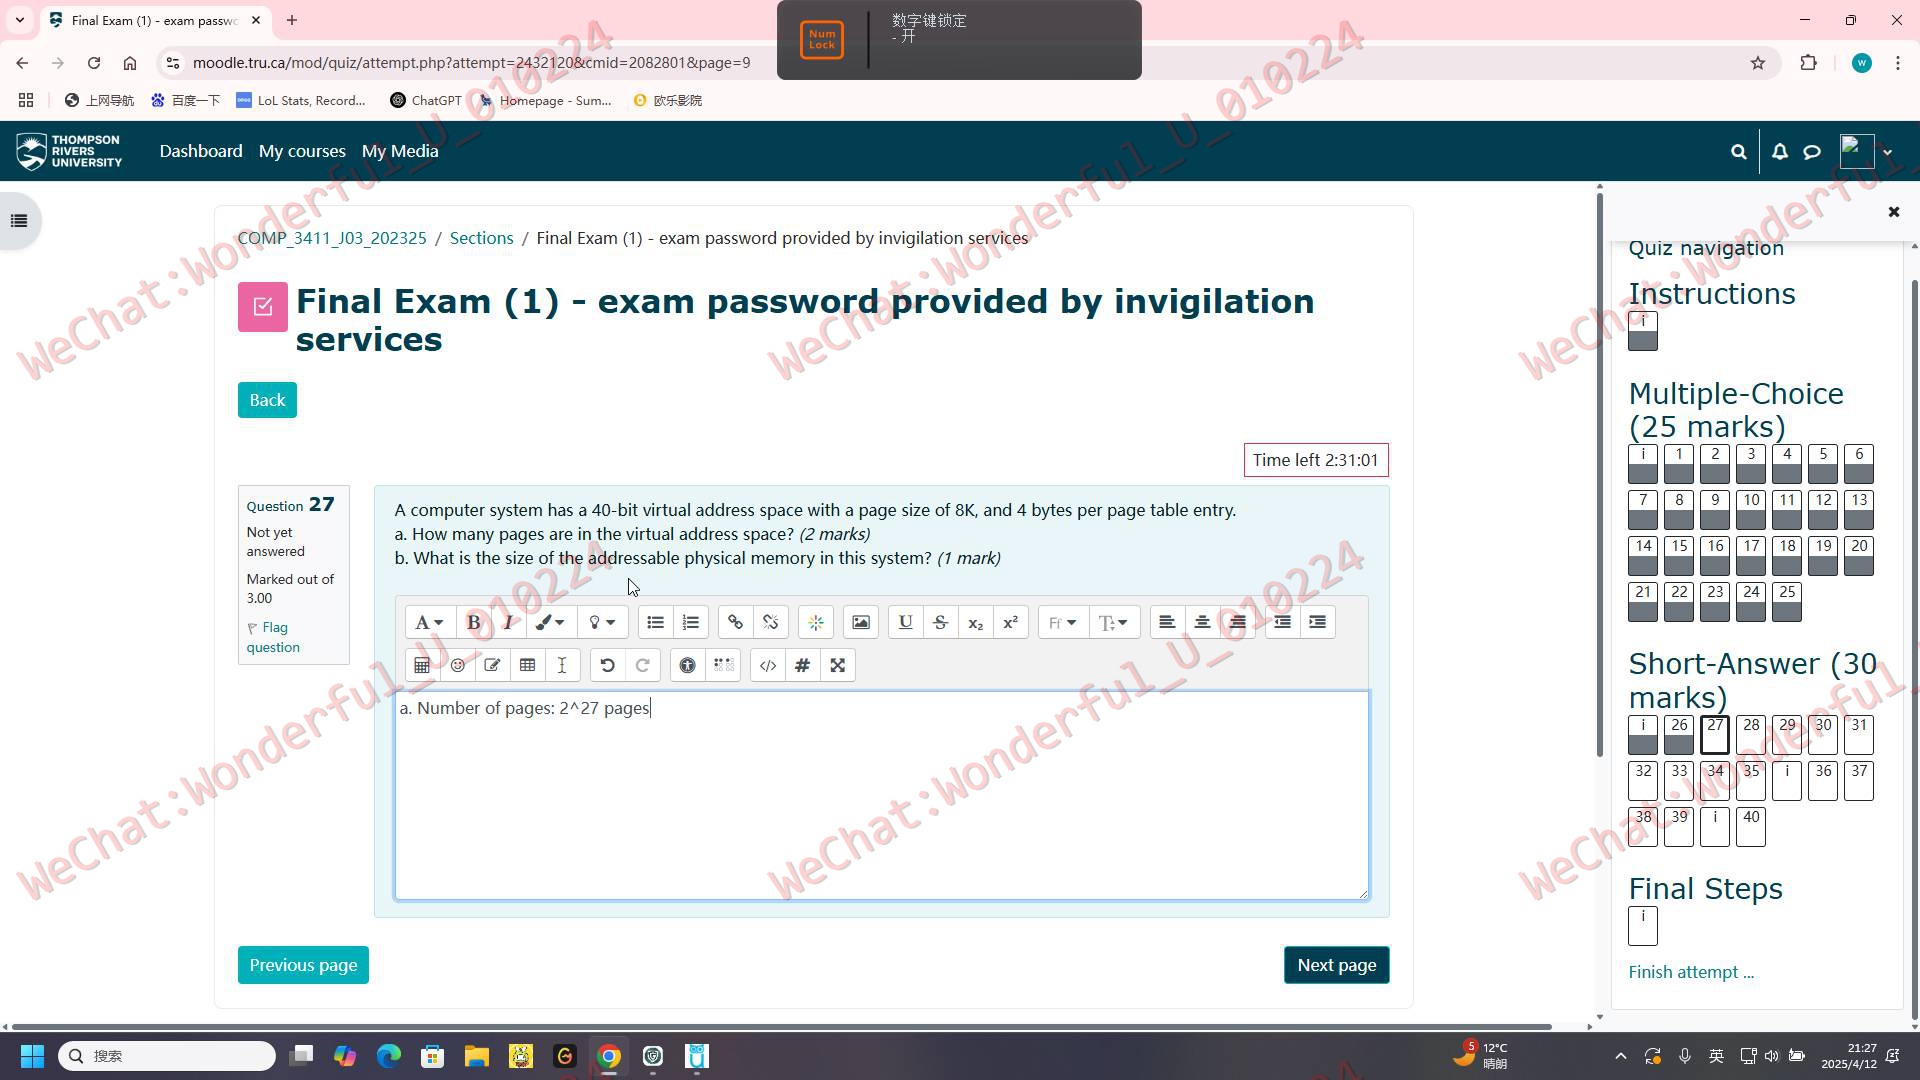 Final Exam (1) - exam passwo
数字键锁定
- 开
Num
Lock
moodle.tru.ca/mod/quiz/attempt.php?attempt=2432120&cmid=2082801&page=9
W
上网导航
百度一下
LoL Stats, Record...
ChatGPT
Homepage - Sum...
欧乐影院
THOMPSON
RIVERS
UNIVERSITY
Dashboard
My courses
My Media
COMP_3411_J03_202325 / Sections / Final Exam (1) - exam password provided by invigilation services
Final Exam (1) - exam password provided by invigilation
services
Back
Time left 2:31:01
Question 27
Not yet
answered
Marked out of
3.00
Flag
question
A computer system has a 40-bit virtual address space with a page size of 8K, and 4 bytes per page table entry.
a. How many pages are in the virtual address space? (2 marks)
b. What is the size of the addressable physical memory in this system? (1 mark)
a. Number of pages: 2^27 pages
Previous page
Next page
Quiz navigation
Instructions
i
Multiple-Choice
(25 marks)
i 1 2 3 4 5 6
7 8 9 10 11 12 13
14 15 16 17 18 19 20
21 22 23 24 25
Short-Answer (30
marks)
i 26 27 28 29 30 31
32 33 34 35 i 36 37
38 39 i 40
Final Steps
i
Finish attempt ...
WeChat:Wonderful_U_010224
WeChat:Wonderful_U_010224
WeChat:Wonderful_U_
WeChat:Wonderful_U_010224
WeChat:Wonderful_U_010224
WeChat:Wonderful_U_
搜索
5
12°C
晴朗
英
21:27
2025/4/12